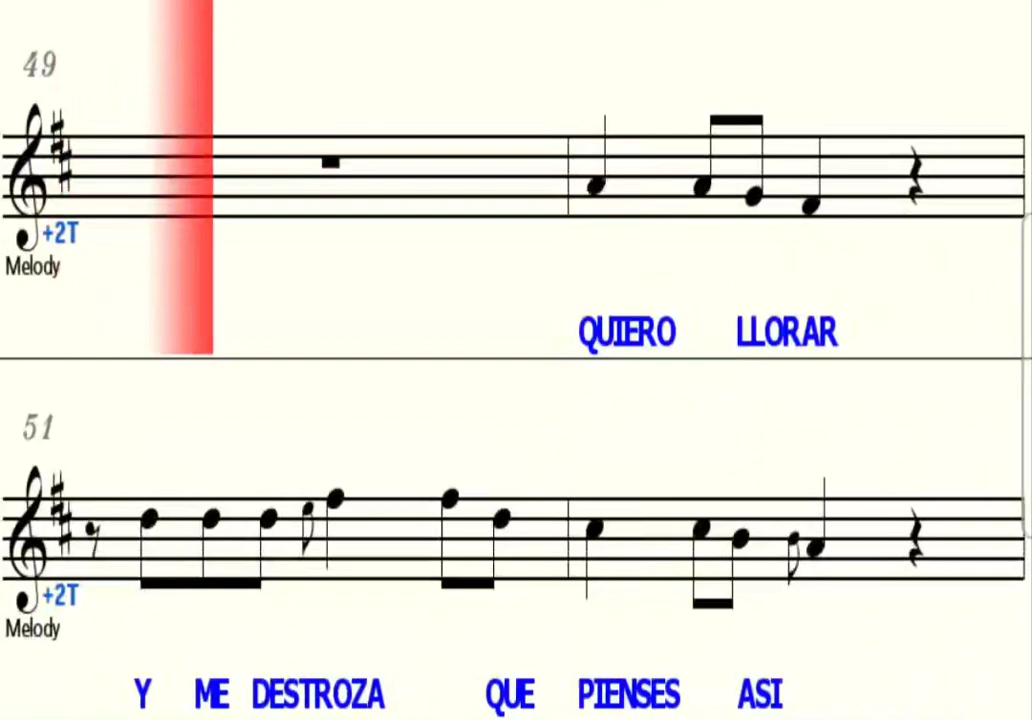 49
+2T
Melody
QUIERO LLORAR
51
+2T
Melody
Y ME DESTROZA QUE PIENSES ASI